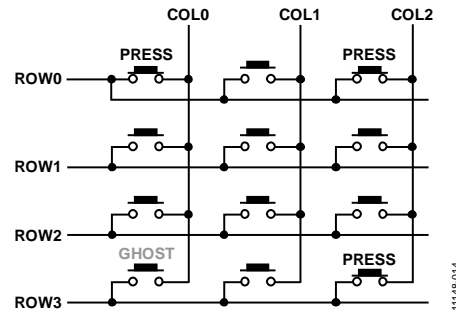 COL0 COL1 COL2
PRESS PRESS
ROW0
ROW1
ROW2
GHOST PRESS
ROW3
11148-014